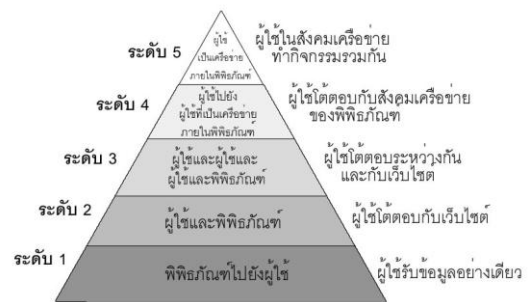 ระดับ 5
ผู้ใช้
เป็นเครือข่าย
ภายในพิพิธภัณฑ์
ผู้ใช้ในสังคมเครือข่าย
ทำกิจกรรมรวมกัน
ระดับ 4
ผู้ใช้ไปยัง
ผู้ใช้ที่เป็นเครือข่าย
ภายในพิพิธภัณฑ์
ผู้ใช้โต้ตอบกับสังคมเครือข่าย
ของพิพิธภัณฑ์
ระดับ 3
ผู้ใช้และผู้ใช้และ
ผู้ใช้และพิพิธภัณฑ์
ผู้ใช้โต้ตอบระหว่างกัน
และกับเว็บไซต์
ระดับ 2
ผู้ใช้และพิพิธภัณฑ์
ผู้ใช้โต้ตอบกับเว็บไซต์
ระดับ 1
พิพิธภัณฑ์ไปยังผู้ใช้
ผู้ใช้รับข้อมูลอย่างเดียว